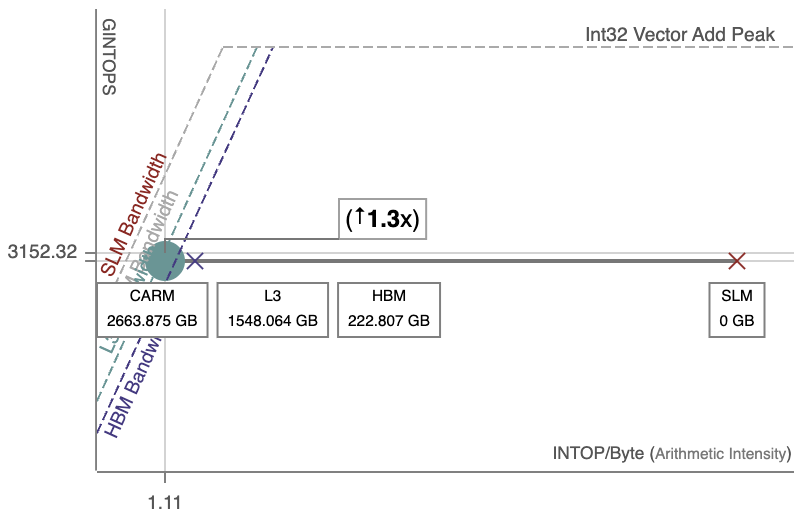 GINTOPS
Int32 Vector Add Peak
SLM Bandwidth
Bandwidth
(↑1.3x)
3152.32
CARM
2663.875 GB
L3
1548.064 GB
HBM
222.807 GB
SLM
0 GB
HBM Bandw
INTOP/Byte (Arithmetic Intensity)
1.11